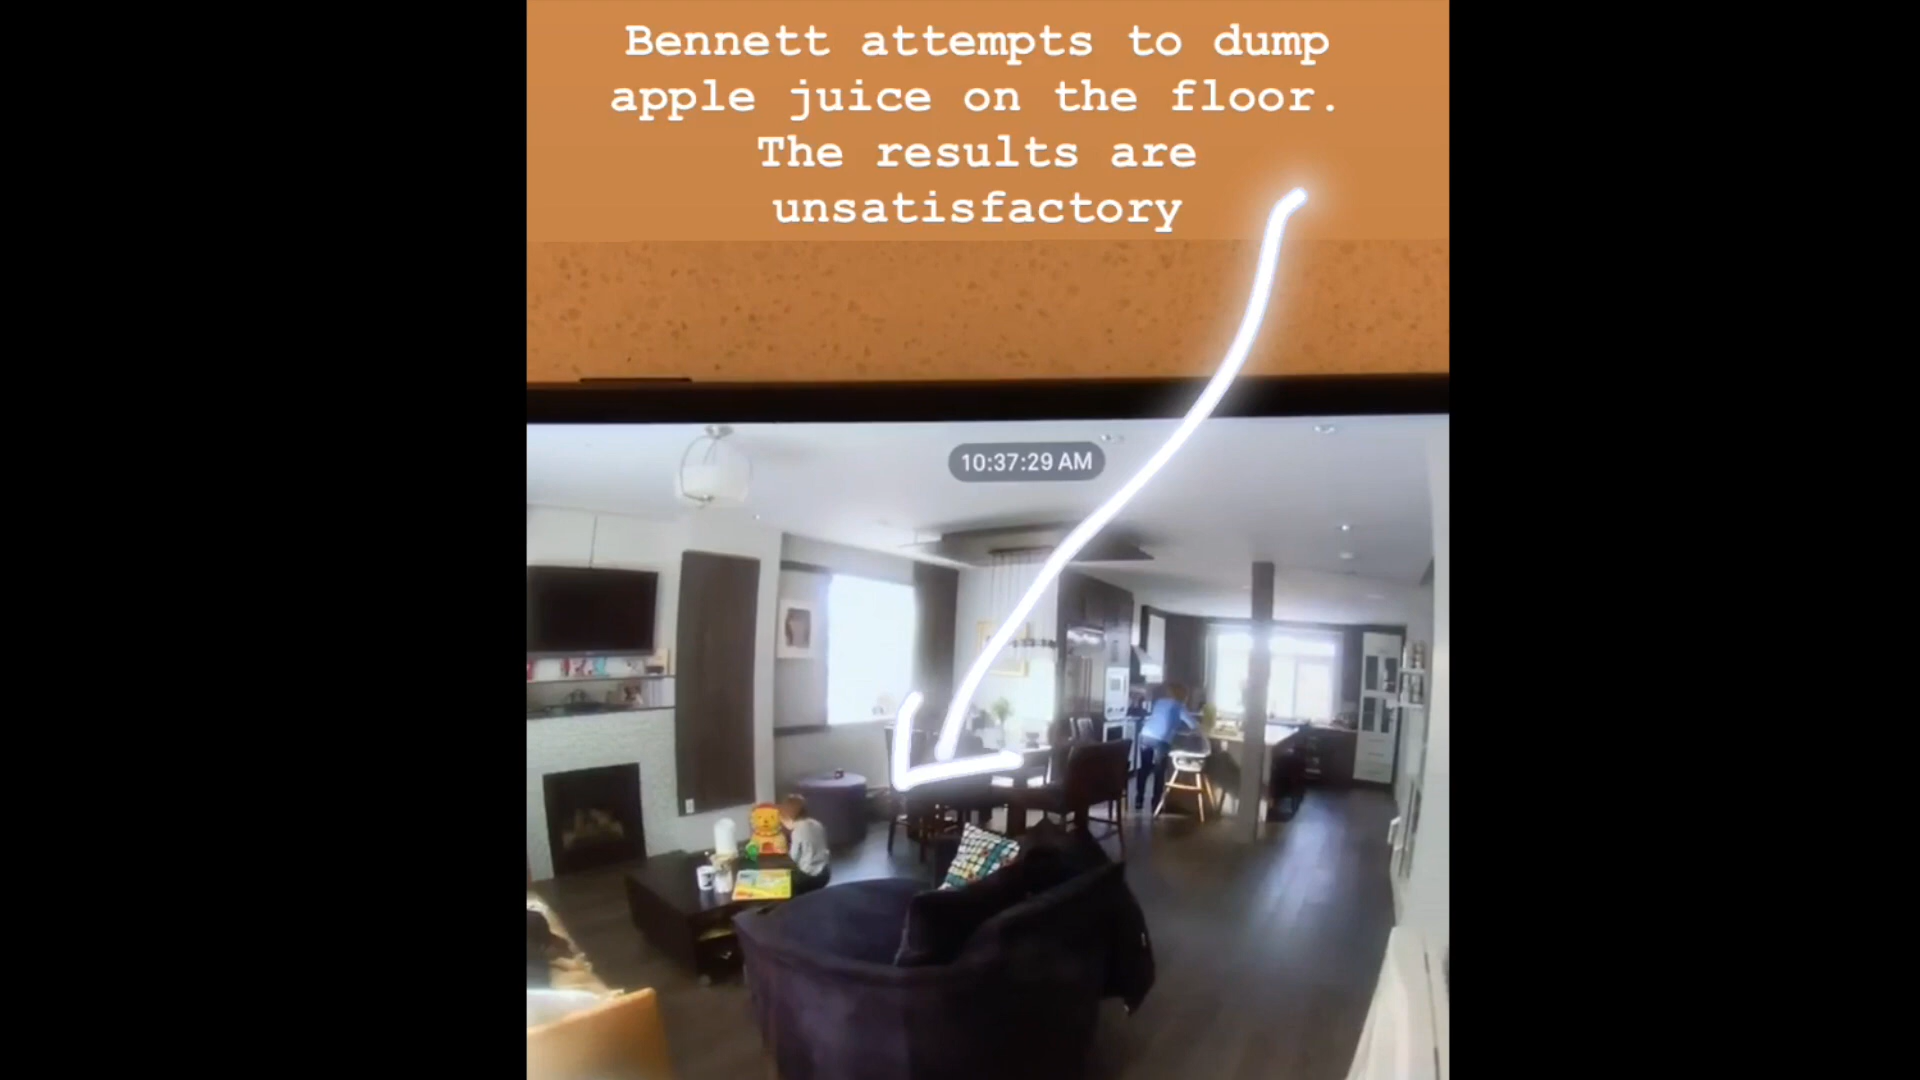 Bennett attempts to dump
apple juice on the floor.
The results are
unsatisfactory
10:37:29 AM